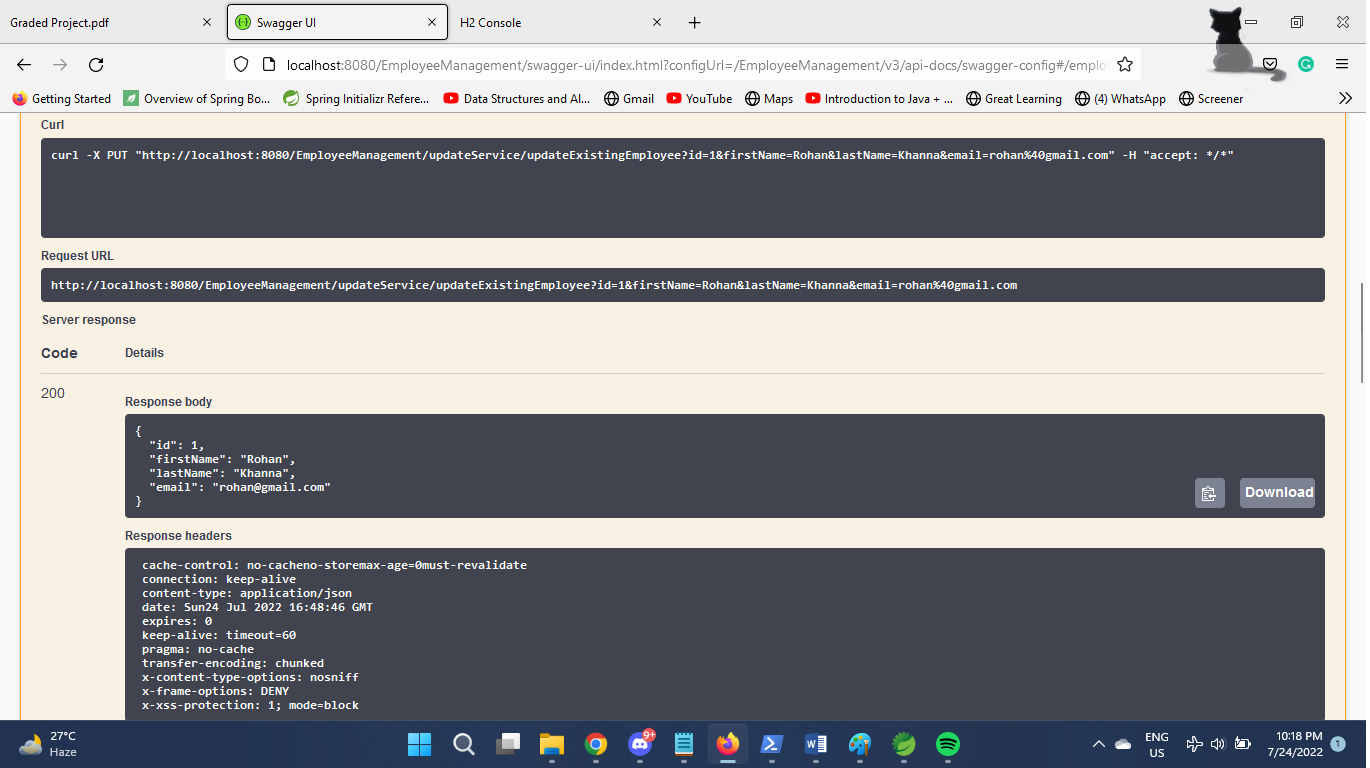 Graded Project.pdf
Swagger UI
H2 Console
localhost:8080/EmployeeManagement/swagger-ui/index.html?configUrl=/EmployeeManagement/v3/api-docs/swagger-config#/emplo
Getting Started
Overview of Spring Bo...
Spring Initializr Refere...
Data Structures and Al...
Gmail
YouTube
Maps
Introduction to Java + ...
Great Learning
(4) WhatsApp
Screener
Curl
curl -X PUT "http://localhost:8080/EmployeeManagement/updateService/updateExistingEmployee?id=1&firstName=Rohan&lastName=Khanna&email=rohan%40gmail.com" -H "accept: */*"
Request URL
http://localhost:8080/EmployeeManagement/updateService/updateExistingEmployee?id=1&firstName=Rohan&lastName=Khanna&email=rohan%40gmail.com
Server response
Code Details
200
Response body
{
"id": 1,
"firstName": "Rohan",
"lastName": "Khanna",
"email": "rohan@gmail.com"
}
Download
Response headers
cache-control: no-cacheno-storemax-age=0must-revalidate
connection: keep-alive
content-type: application/json
date: Sun24 Jul 2022 16:48:46 GMT
expires: 0
keep-alive: timeout=60
pragma: no-cache
transfer-encoding: chunked
x-content-type-options: nosniff
x-frame-options: DENY
x-xss-protection: 1; mode=block
27°C
Haze
9+
ENG
US
10:18 PM
7/24/2022
1